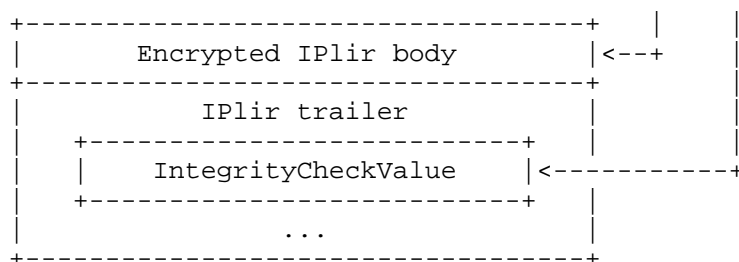 Encrypted IPlir body
IPlir trailer
IntegrityCheckValue
...